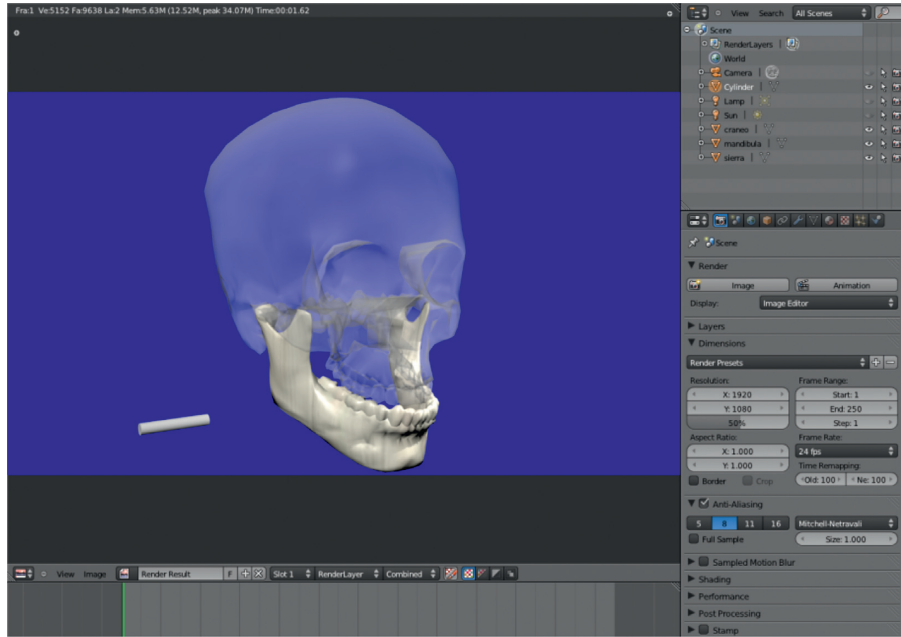 Fra:1 Ve:5152 Fa:9638 La:2 Mem:5.63M (12.52M, peak 34.07M) Time:00:01.62
View Search All Scenes
Scene
RenderLayers
World
Camera
Cylinder
Lamp
Sun
craneo
mandibula
sierra
Scene
Render
Image Animation
Display: Image Editor
Layers
Dimensions
Render Presets
Resolution: Frame Range:
X: 1920 Start: 1
Y: 1080 End: 250
50% Step: 1
Aspect Ratio: Frame Rate:
X: 1.000 24 fps
Y: 1.000 Time Remapping:
Border Crop Old: 100 Ne: 100
Anti-Aliasing
5 8 11 16 Mitchell-Netravali
Full Sample Size: 1.000
Sampled Motion Blur
Shading
Performance
Post Processing
Stamp
View Image Render Result F Slot 1 RenderLayer Combined